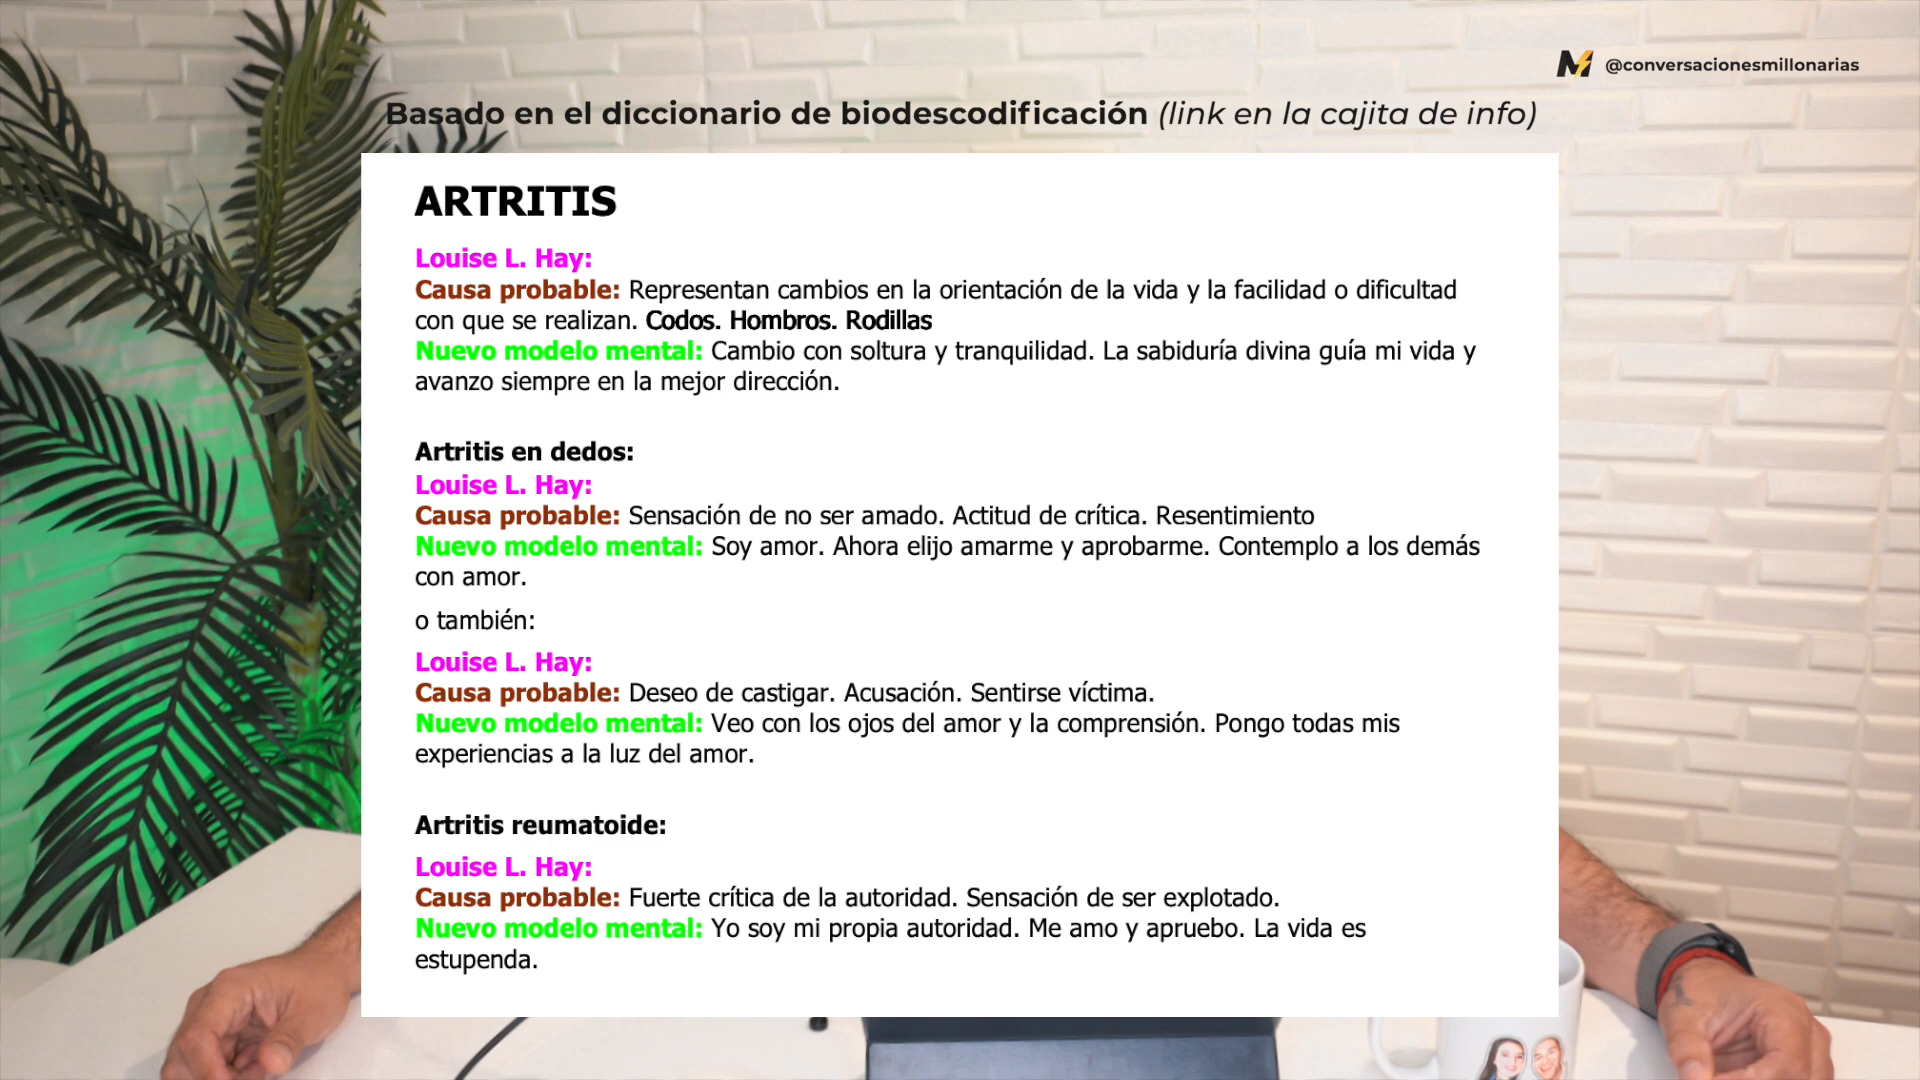 @conversacionesmillonarias
Basado en el diccionario de biodescodificación (link en la cajita de info)
ARTRITIS
Louise L. Hay:
Causa probable: Representan cambios en la orientación de la vida y la facilidad o dificultad
con que se realizan. Codos. Hombros. Rodillas
Nuevo modelo mental: Cambio con soltura y tranquilidad. La sabiduría divina guía mi vida y
avanzo siempre en la mejor dirección.
Artritis en dedos:
Louise L. Hay:
Causa probable: Sensación de no ser amado. Actitud de crítica. Resentimiento
Nuevo modelo mental: Soy amor. Ahora elijo amarme y aprobarme. Contemplo a los demás
con amor.
o también:
Louise L. Hay:
Causa probable: Deseo de castigar. Acusación. Sentirse víctima.
Nuevo modelo mental: Veo con los ojos del amor y la comprensión. Pongo todas mis
experiencias a la luz del amor.
Artritis reumatoide:
Louise L. Hay:
Causa probable: Fuerte crítica de la autoridad. Sensación de ser explotado.
Nuevo modelo mental: Yo soy mi propia autoridad. Me amo y apruebo. La vida es
estupenda.